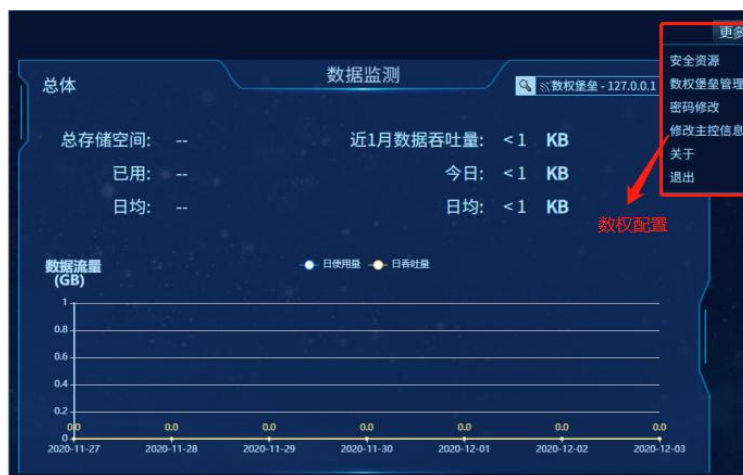 更多
安全资源
数权堡垒管理
密码修改
修改主控信息
关于
退出
数权配置
数据监测
总体
数权堡垒 - 127.0.0.1
总存储空间: --
近1月数据吞吐量: < 1 KB
已用: --
今日: < 1 KB
日均: --
日均: < 1 KB
数据流量
(GB)
日使用量 日吞吐量
1
0.8
0.6
0.4
0.2
0
0.0 0.0 0.0 0.0 0.0 0.0 0.0
2020-11-27 2020-11-28 2020-11-29 2020-11-30 2020-12-01 2020-12-02 2020-12-03